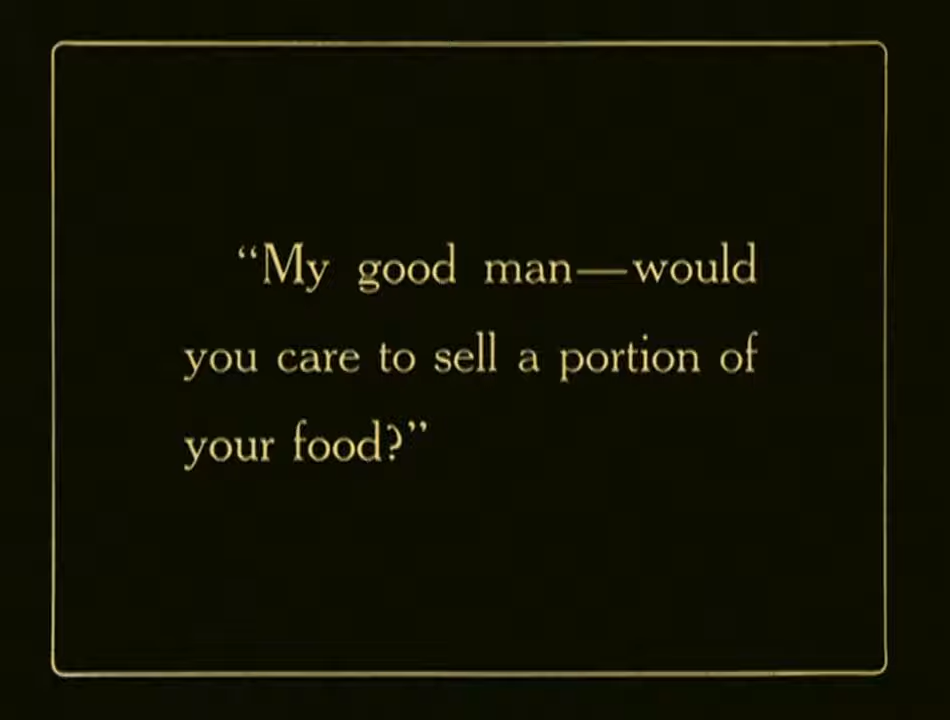 “My good man—would
you care to sell a portion of
your food?”